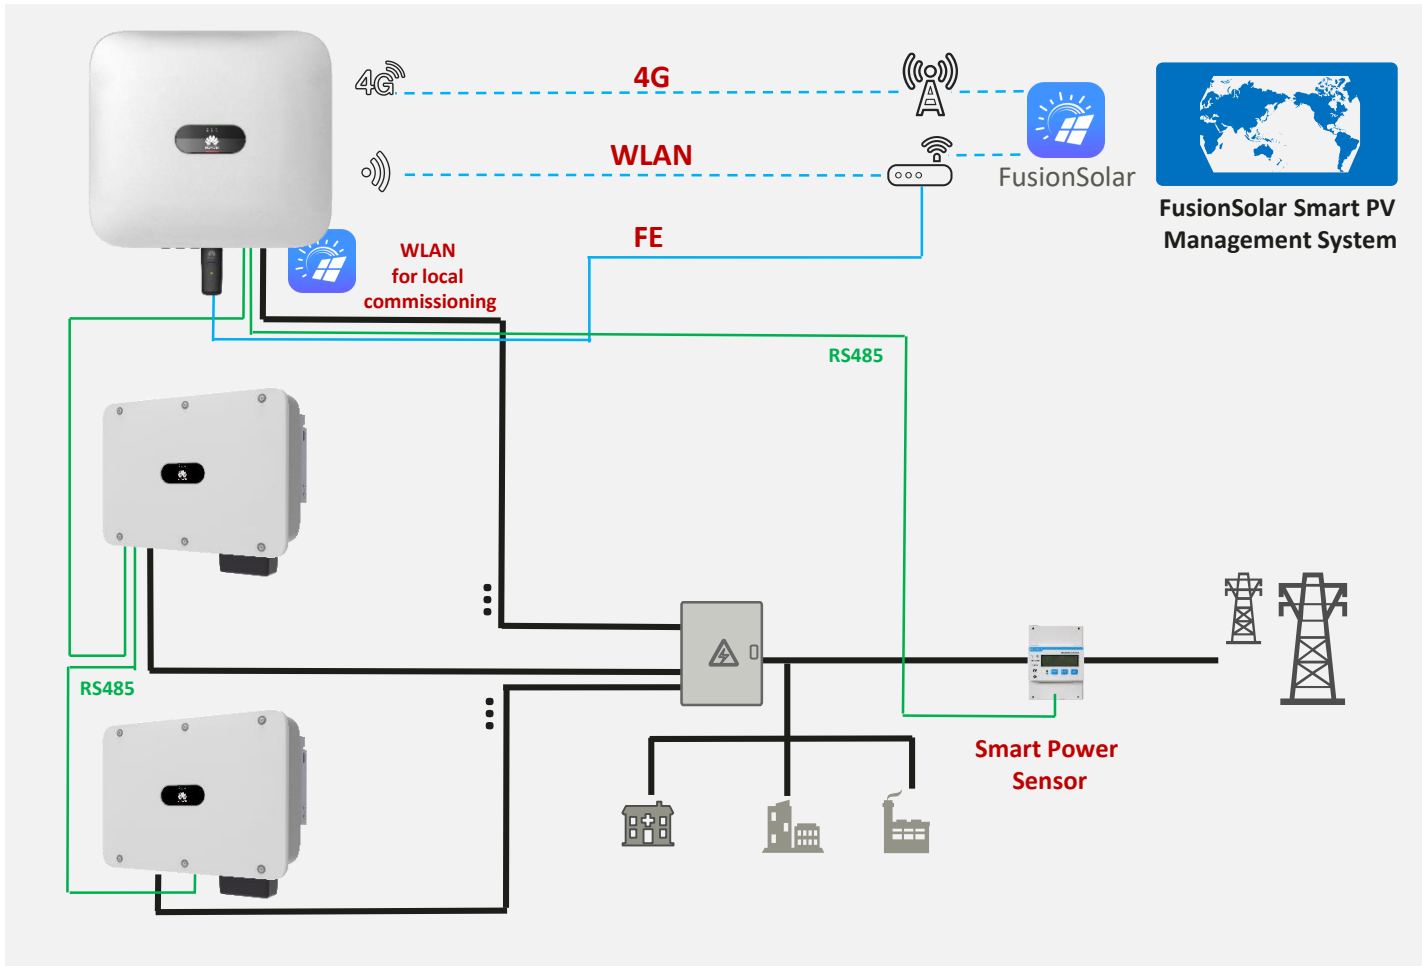 4G
4G
WLAN
FusionSolar
FusionSolar Smart PV
Management System
FE
WLAN
for local
commissioning
RS485
RS485
Smart Power
Sensor